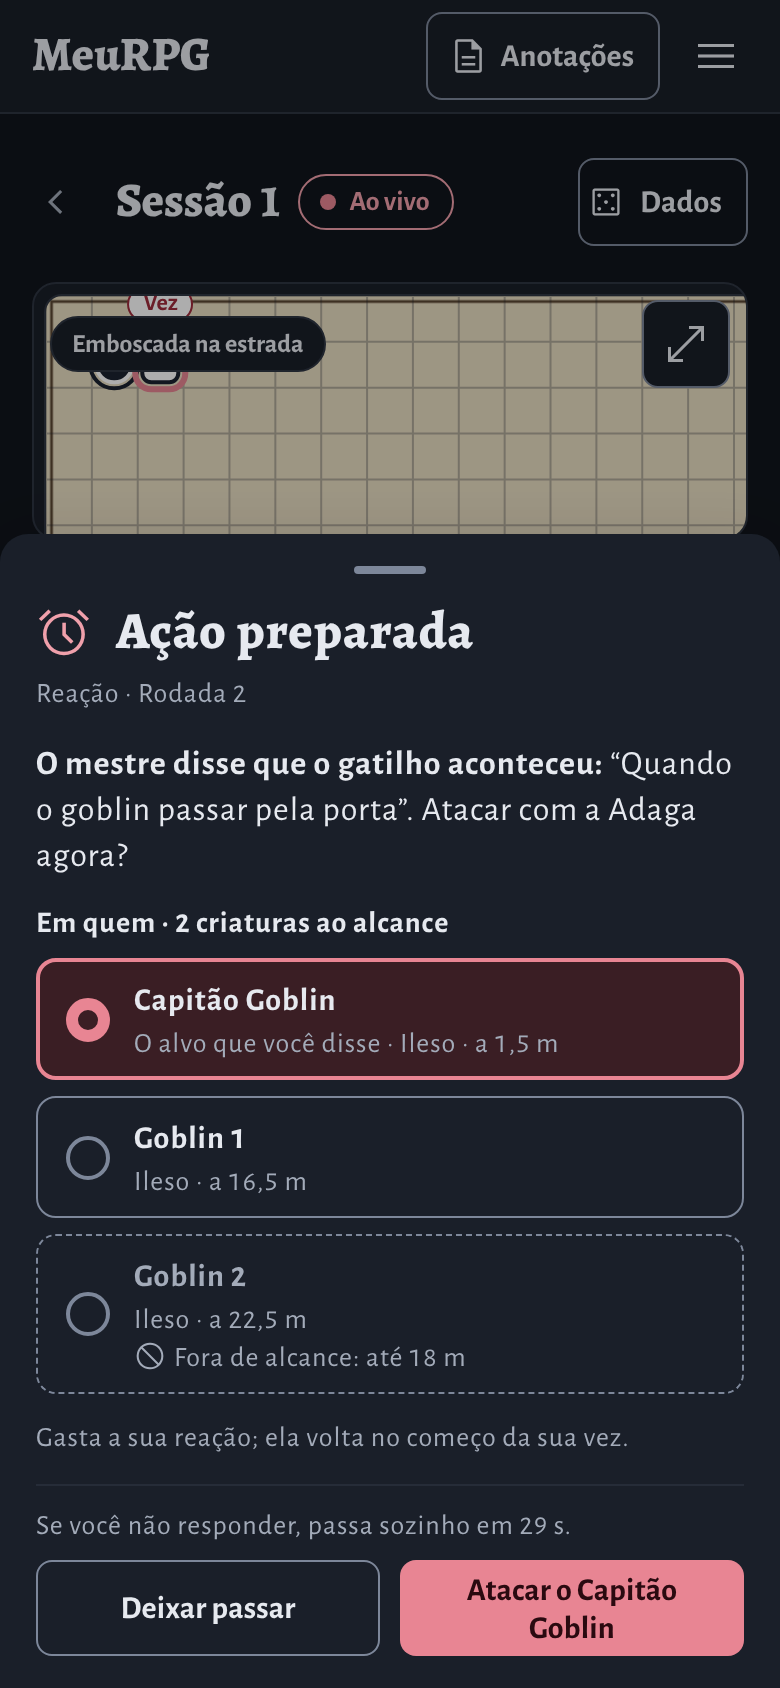 MeuRPG
Anotações
Sessão 1
Ao vivo
Dados
Vez
Emboscada na estrada
Ação preparada
Reação · Rodada 2
O mestre disse que o gatilho aconteceu: “Quando
o goblin passar pela porta”. Atacar com a Adaga
agora?
Em quem · 2 criaturas ao alcance
Capitão Goblin
O alvo que você disse · Ileso · a 1,5 m
Goblin 1
Ileso · a 16,5 m
Goblin 2
Ileso · a 22,5 m
Fora de alcance: até 18 m
Gasta a sua reação; ela volta no começo da sua vez.
Se você não responder, passa sozinho em 29 s.
Deixar passar
Atacar o Capitão
Goblin